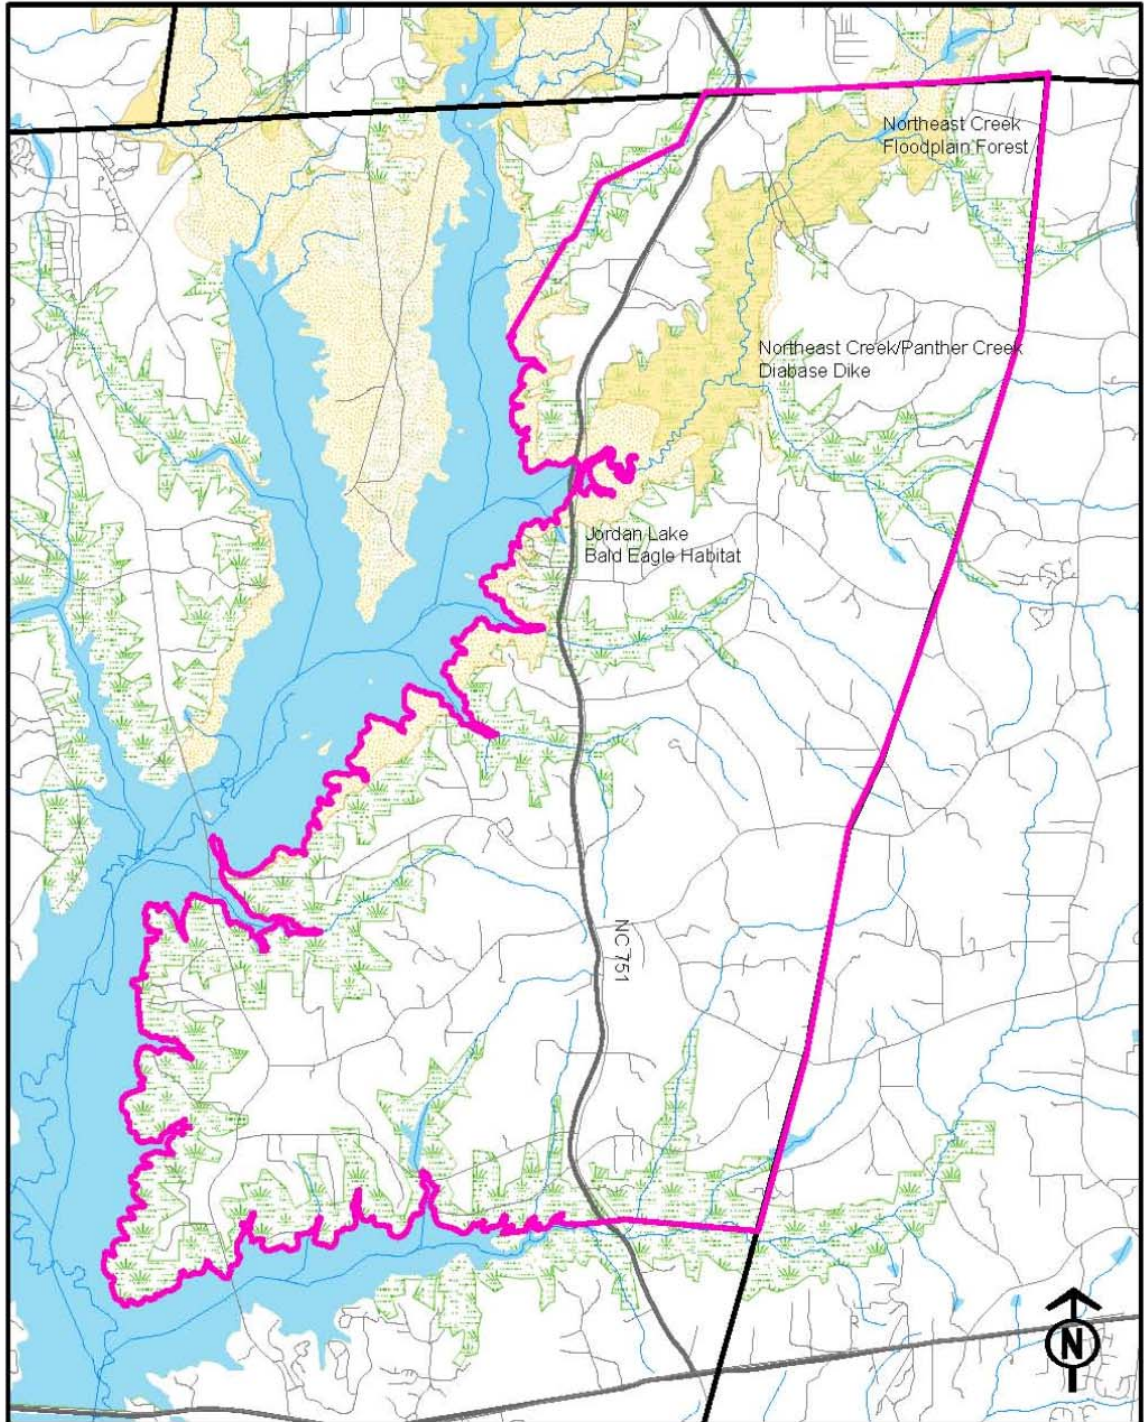 Northeast Creek
Floodplain Forest
Northeast Creek/Panther Creek
Diabase Dike
Jordan Lake
Bald Eagle Habitat
NC 751
N